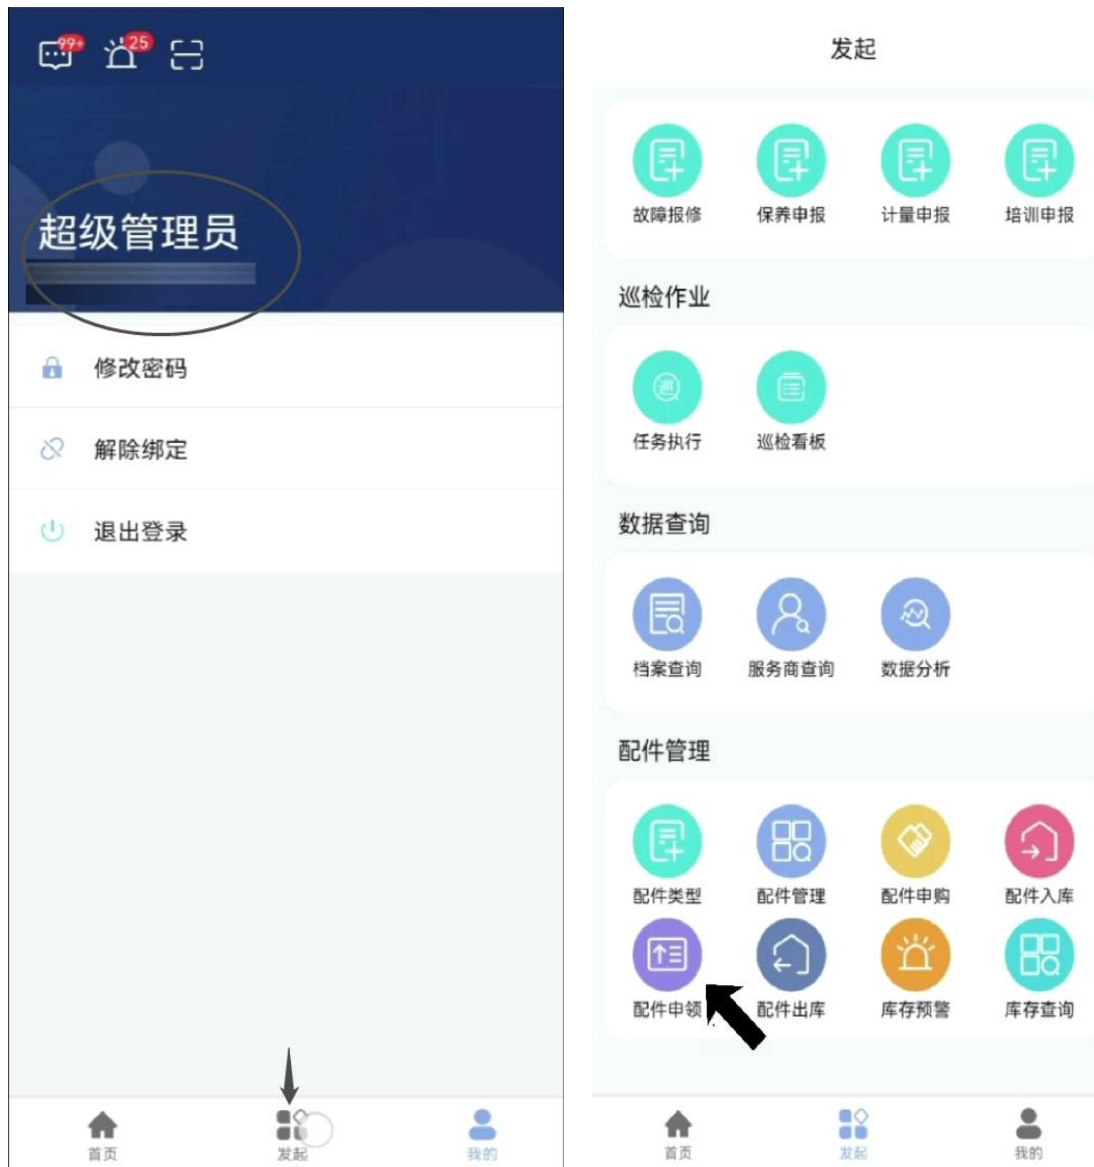 99+
25
超级管理员
修改密码
解除绑定
退出登录
首页 发起 我的
发起
故障报修 保养申报 计量申报 培训申报
巡检作业
巡
任务执行 巡检看板
数据查询
档案查询 服务商查询 数据分析
配件管理
配件类型 配件管理 配件申购 配件入库
配件申领 配件出库 库存预警 库存查询
首页 发起 我的